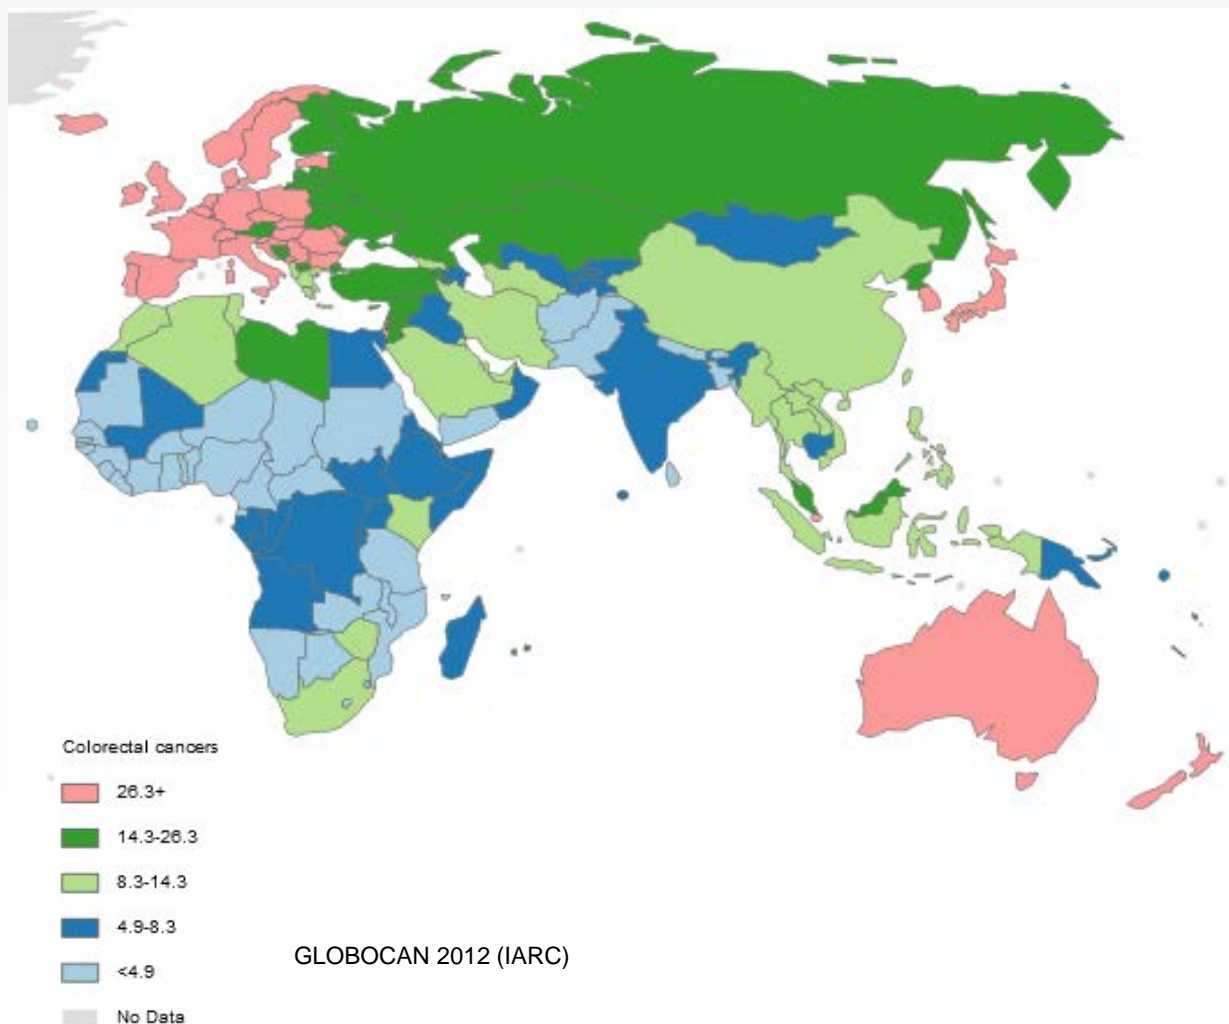 Colorectal cancers
26.3+
14.3-26.3
8.3-14.3
4.9-8.3
<4.9
No Data
GLOBOCAN 2012 (IARC)